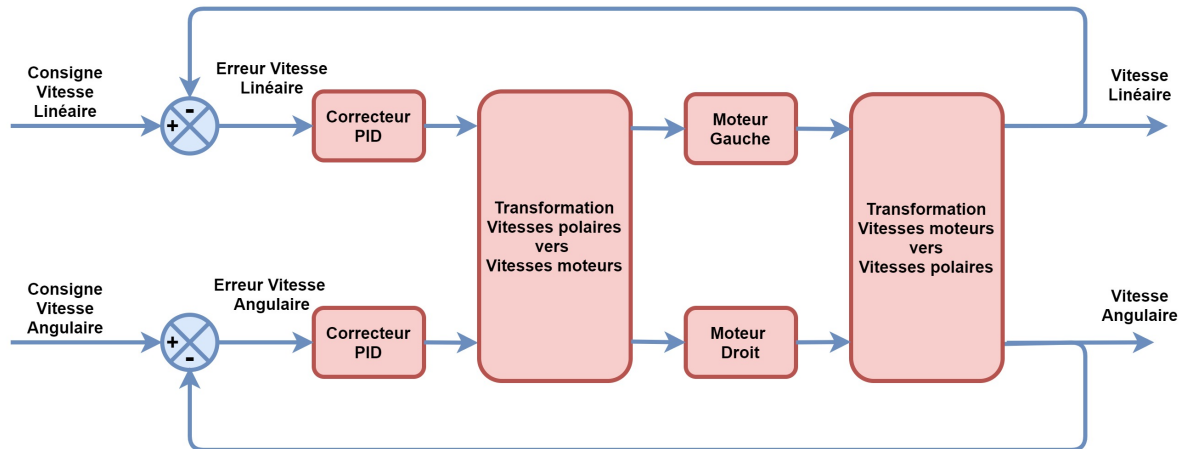 Consigne
Vitesse
Linéaire
+
-
Erreur Vitesse
Linéaire
Correcteur
PID
Transformation
Vitesses polaires
vers
Vitesses moteurs
Moteur
Gauche
Transformation
Vitesses moteurs
vers
Vitesses polaires
Vitesse
Linéaire
Consigne
Vitesse
Angulaire
+
-
Erreur Vitesse
Angulaire
Correcteur
PID
Moteur
Droit
Vitesse
Angulaire